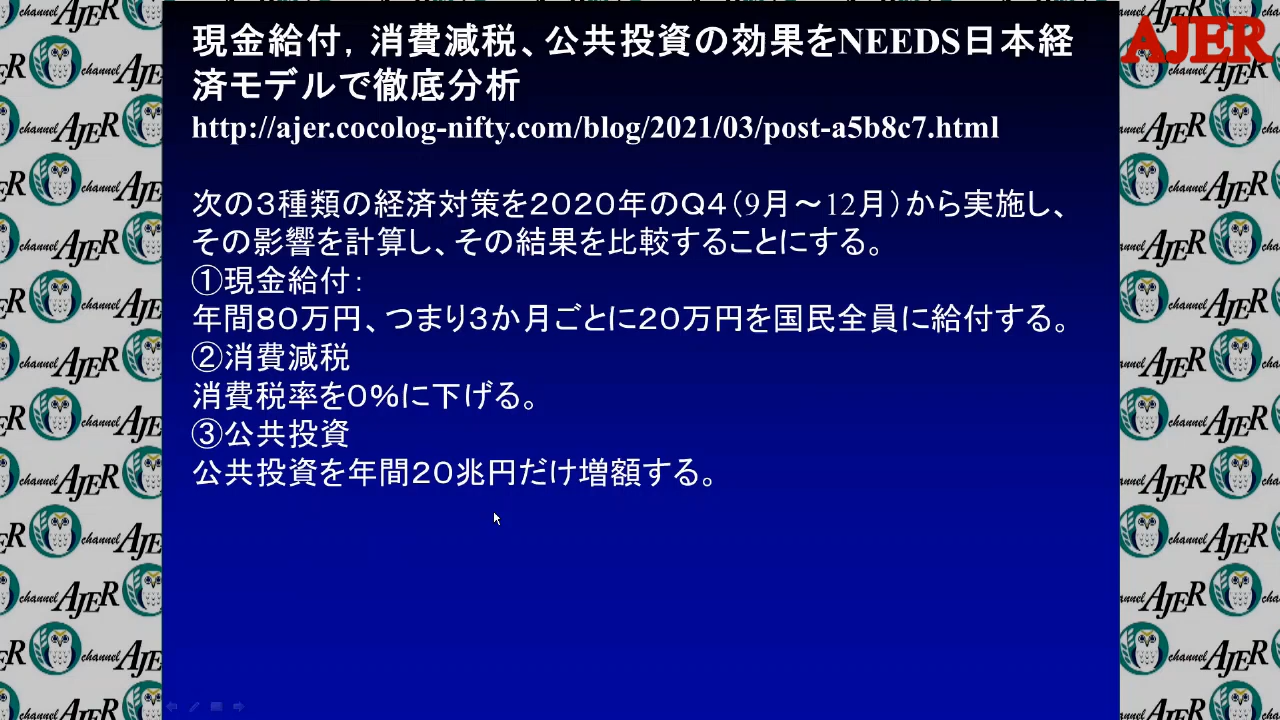 現金給付，消費減税、公共投資の効果をNEEDS日本経
済モデルで徹底分析
http://ajer.cocolog-nifty.com/blog/2021/03/post-a5b8c7.html
次の３種類の経済対策を２０２０年のＱ４（9月～12月）から実施し、
その影響を計算し、その結果を比較することにする。
①現金給付：
年間８０万円、つまり３か月ごとに２０万円を国民全員に給付する。
②消費減税
消費税率を０％に下げる。
③公共投資
公共投資を年間２０兆円だけ増額する。
AJER
channel AJER